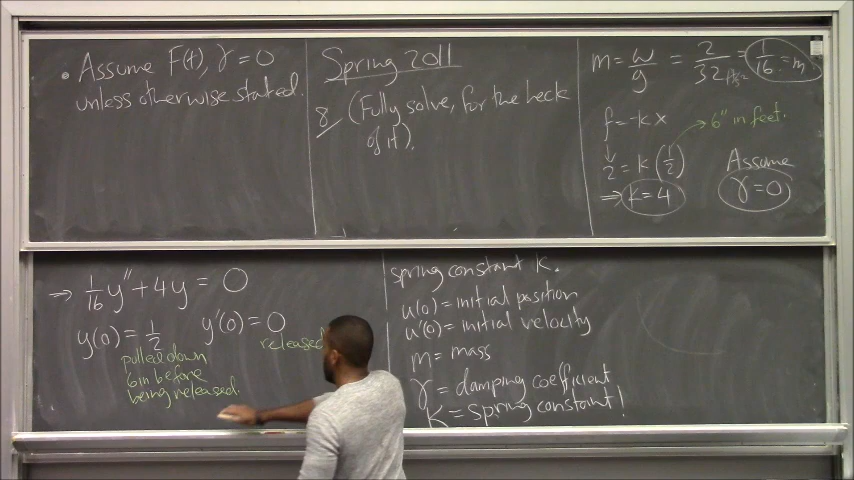 • Assume F(t), γ = 0
unless otherwise stated.
Spring 2011
8. (Fully solve, for the heck
of it).
m = w/g = 2/32 ft/s² = 1/16 = m
f = -kx
→ 6" in feet.
2 = k(1/2)
⇒ k = 4
Assume
γ = 0
⇒ 1/16 y'' + 4y = 0
y(0) = 1/2 y'(0) = 0
pulled down
6in before
being released.
released
spring constant k.
u(0) = initial position
u'(0) = initial velocity
m = mass
γ = damping coefficient
K = spring constant!